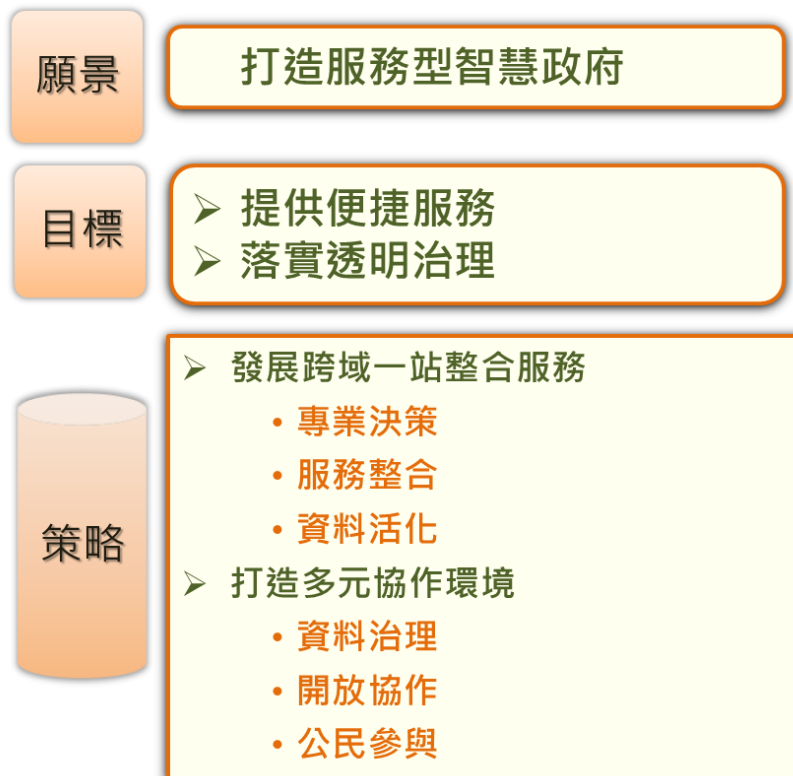 願景
打造服務型智慧政府
目標
➢ 提供便捷服務
➢ 落實透明治理
策略
➢ 發展跨域一站整合服務
• 專業決策
• 服務整合
• 資料活化
➢ 打造多元協作環境
• 資料治理
• 開放協作
• 公民參與